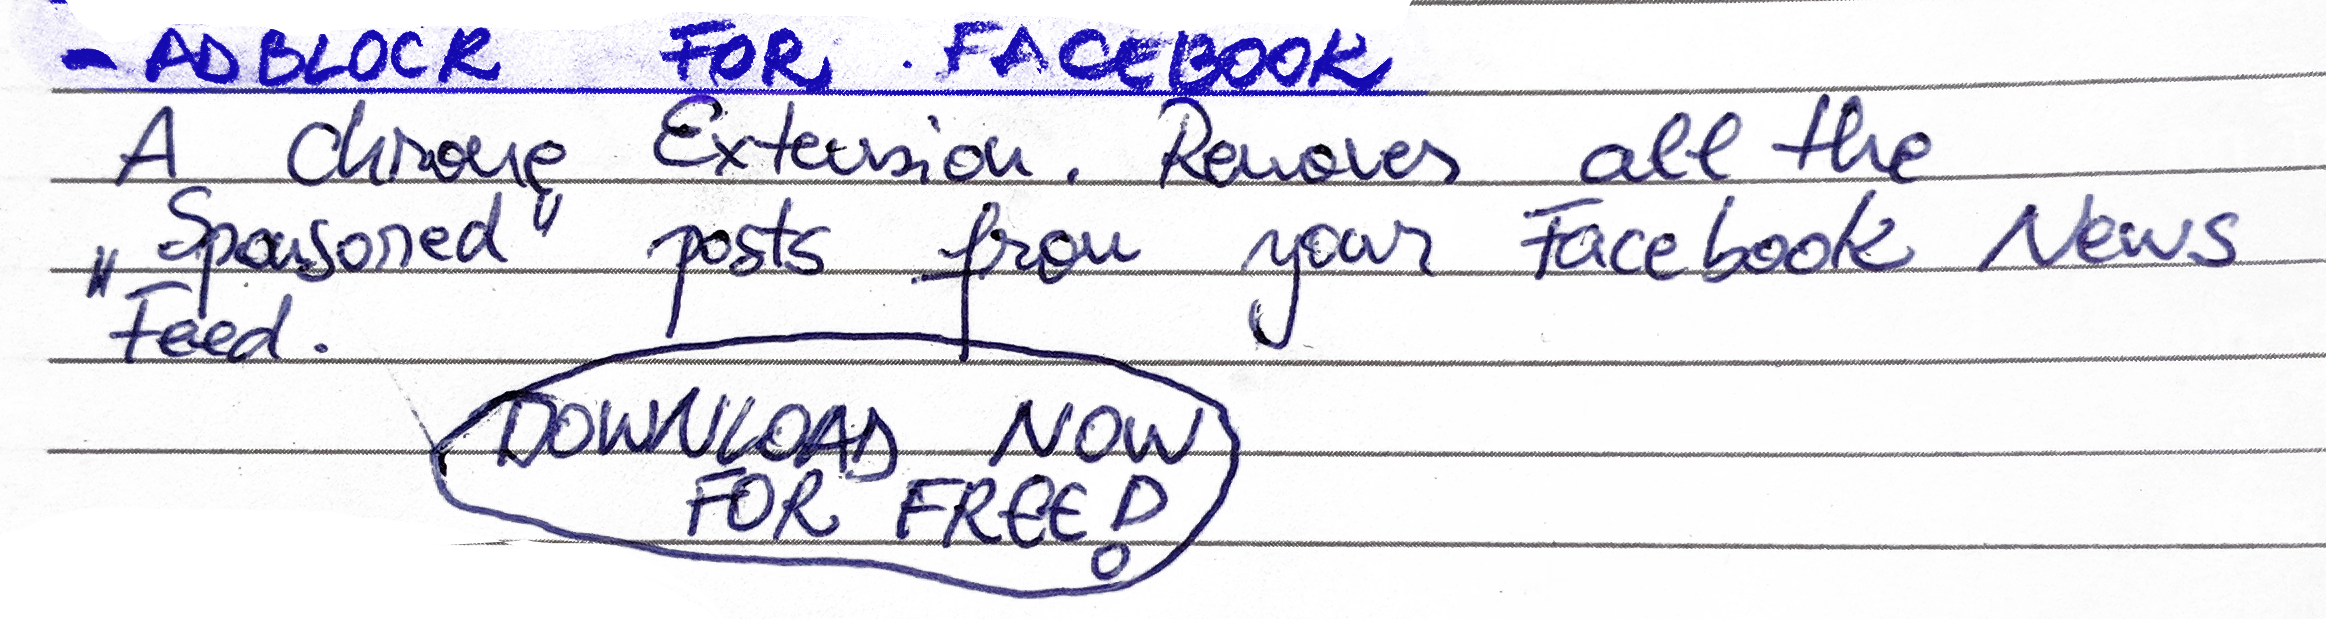 - ADBLOCK FOR FACEBOOK
A Chrome Extension. Removes all the
„Sponsored" posts from your Facebook News
Feed.
DOWNLOAD NOW
FOR FREE!